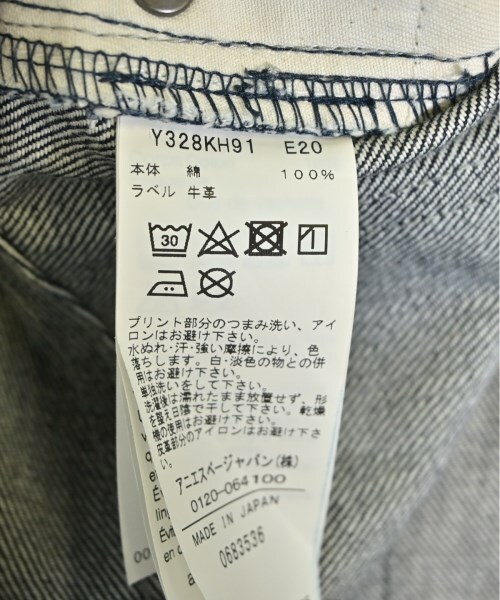 Y328KH91 E20
本体 綿 100%
ラベル 牛革
30
プリント部分のつまみ洗い、アイ
ロンはお避け下さい。
水ぬれ・汗・強い摩擦により、色
落ちします。白・淡色の物との併
用はお避け下さい。
単独洗いをして下さい。
洗濯後は濡れたまま放置せず、形
を整え日陰で干して下さい。乾燥
機の使用はお避け下さい。
皮革部分のアイロンはお避け下さ
い。
アニエスベージャパン(株)
0120-064100
MADE IN JAPAN
0683536
Évit
00